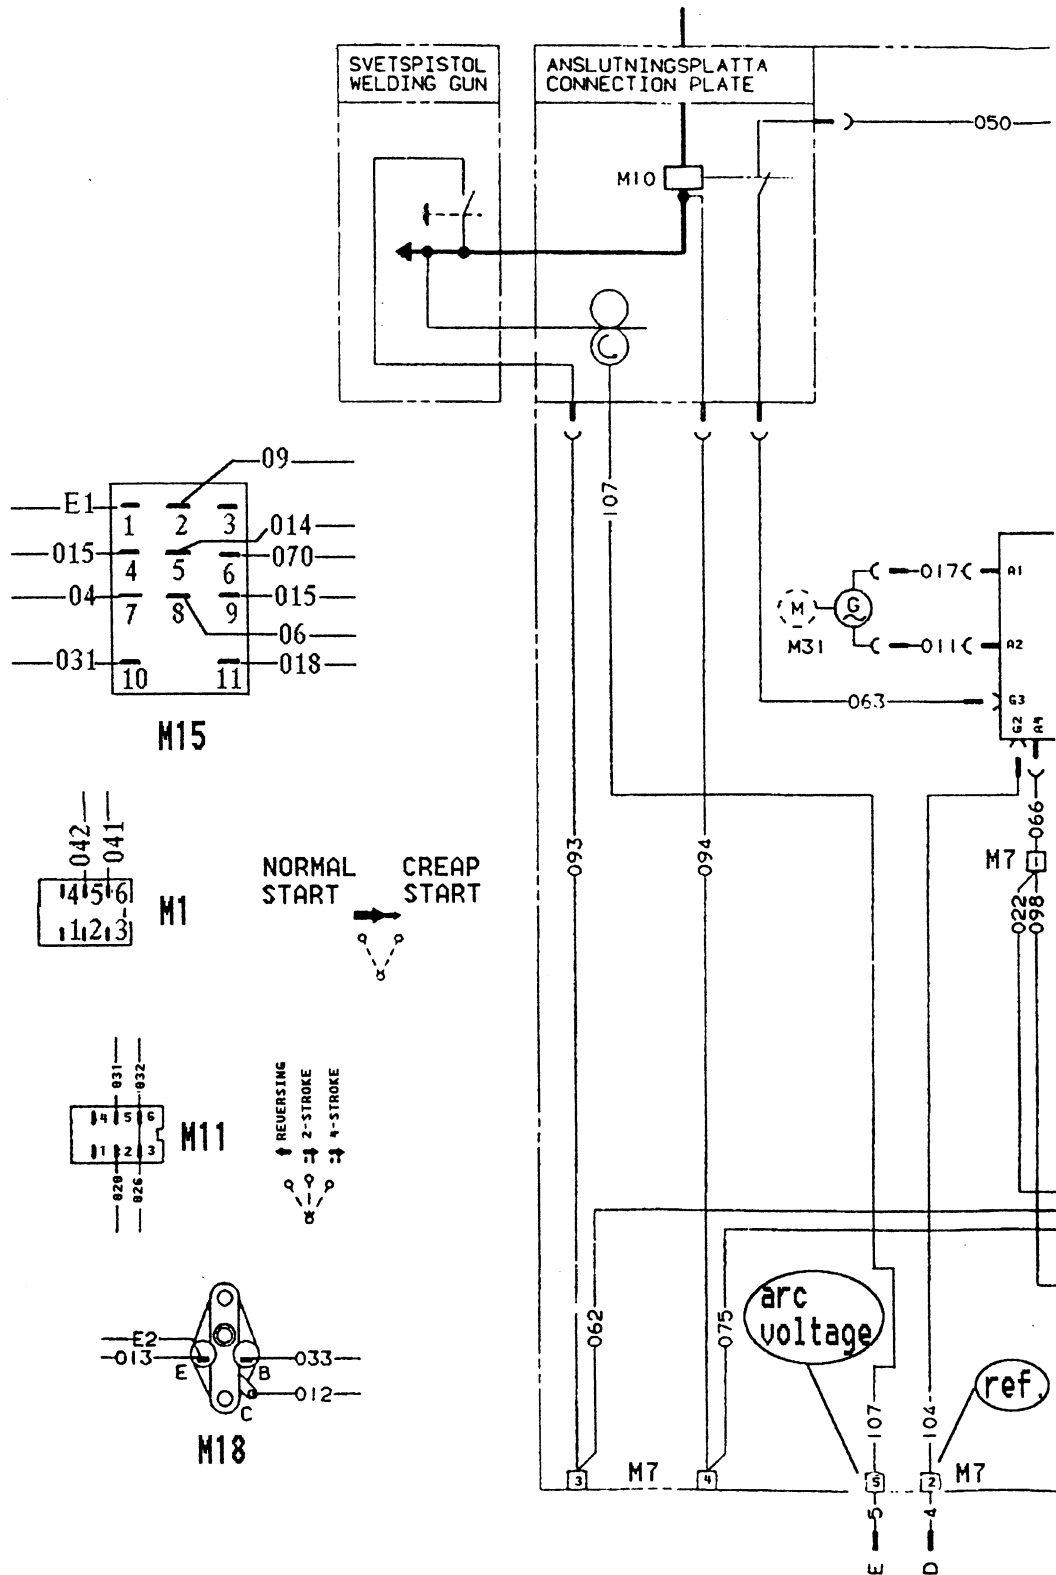 SVETSPISTOL
WELDING GUN
ANSLUTNINGSPLATTA
CONNECTION PLATE
050
M10
09
E1
1 2 3
014
015
070
4 5 6
04
015
7 8 9
06
031
018
10 11
M15
107
017
A1
M
G
M31
011
A2
063
G3
G2
A4
066
M7
1
022
098
042
041
4 5 6
1 2 3
M1
NORMAL
START
CREAP
START
093
094
031
032
4 5 6
1 2 3
M11
028
026
REVERSING
2-STROKE
4-STROKE
062
075
arc
voltage
ref.
E2
013
033
E
B
012
C
M18
107
104
3
M7
4
5
2
M7
5
4
E
D